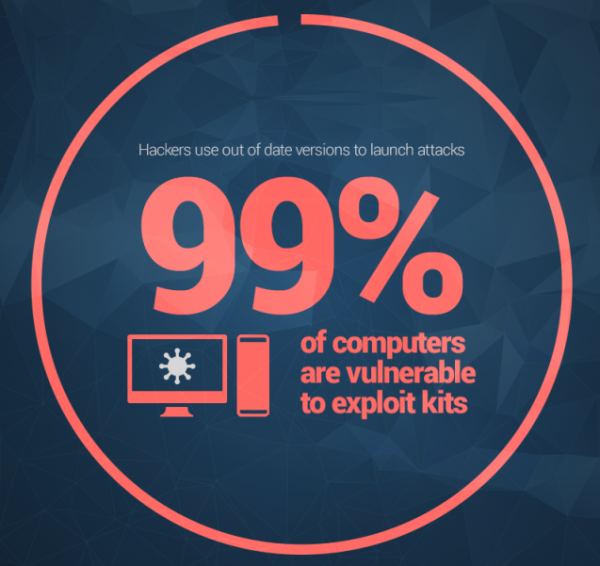 Hackers use out of date versions to launch attacks
99%
of computers
are vulnerable
to exploit kits